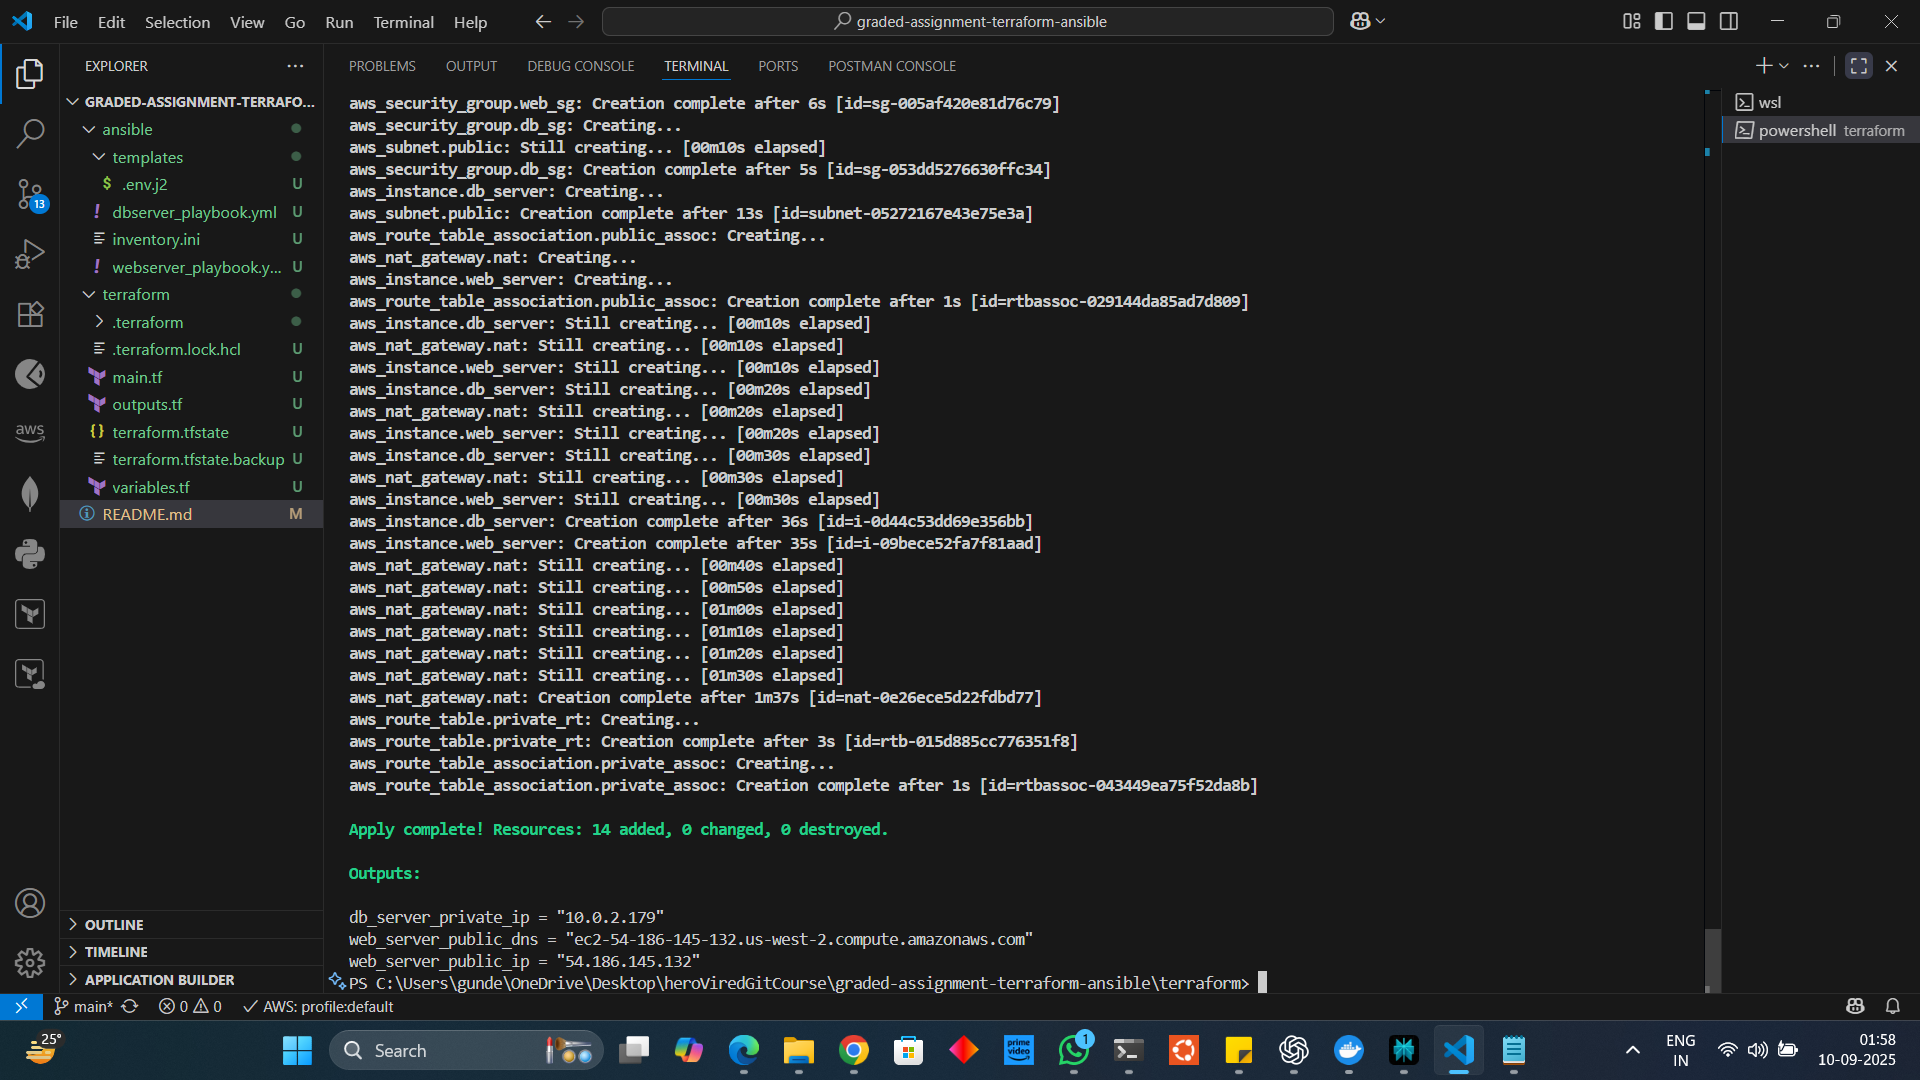 File Edit Selection View Go Run Terminal Help
graded-assignment-terraform-ansible
EXPLORER
GRADED-ASSIGNMENT-TERRAFO...
ansible
templates
$ .env.j2 U
! dbserver_playbook.yml U
inventory.ini U
! webserver_playbook.y... U
terraform
.terraform
.terraform.lock.hcl U
main.tf U
outputs.tf U
{} terraform.tfstate U
terraform.tfstate.backup U
variables.tf U
README.md M
13
aws
OUTLINE
TIMELINE
APPLICATION BUILDER
PROBLEMS OUTPUT DEBUG CONSOLE TERMINAL PORTS POSTMAN CONSOLE
aws_security_group.web_sg: Creation complete after 6s [id=sg-005af420e81d76c79]
aws_security_group.db_sg: Creating...
aws_subnet.public: Still creating... [00m10s elapsed]
aws_security_group.db_sg: Creation complete after 5s [id=sg-053dd5276630ffc34]
aws_instance.db_server: Creating...
aws_subnet.public: Creation complete after 13s [id=subnet-05272167e43e75e3a]
aws_route_table_association.public_assoc: Creating...
aws_nat_gateway.nat: Creating...
aws_instance.web_server: Creating...
aws_route_table_association.public_assoc: Creation complete after 1s [id=rtbassoc-029144da85ad7d809]
aws_instance.db_server: Still creating... [00m10s elapsed]
aws_nat_gateway.nat: Still creating... [00m10s elapsed]
aws_instance.web_server: Still creating... [00m10s elapsed]
aws_instance.db_server: Still creating... [00m20s elapsed]
aws_nat_gateway.nat: Still creating... [00m20s elapsed]
aws_instance.web_server: Still creating... [00m20s elapsed]
aws_instance.db_server: Still creating... [00m30s elapsed]
aws_nat_gateway.nat: Still creating... [00m30s elapsed]
aws_instance.web_server: Still creating... [00m30s elapsed]
aws_instance.db_server: Creation complete after 36s [id=i-0d44c53dd69e356bb]
aws_instance.web_server: Creation complete after 35s [id=i-09bece52fa7f81aad]
aws_nat_gateway.nat: Still creating... [00m40s elapsed]
aws_nat_gateway.nat: Still creating... [00m50s elapsed]
aws_nat_gateway.nat: Still creating... [01m00s elapsed]
aws_nat_gateway.nat: Still creating... [01m10s elapsed]
aws_nat_gateway.nat: Still creating... [01m20s elapsed]
aws_nat_gateway.nat: Still creating... [01m30s elapsed]
aws_nat_gateway.nat: Creation complete after 1m37s [id=nat-0e26ece5d22fdbd77]
aws_route_table.private_rt: Creating...
aws_route_table.private_rt: Creation complete after 3s [id=rtb-015d885cc776351f8]
aws_route_table_association.private_assoc: Creating...
aws_route_table_association.private_assoc: Creation complete after 1s [id=rtbassoc-043449ea75f52da8b]
Apply complete! Resources: 14 added, 0 changed, 0 destroyed.
Outputs:
db_server_private_ip = "10.0.2.179"
web_server_public_dns = "ec2-54-186-145-132.us-west-2.compute.amazonaws.com"
web_server_public_ip = "54.186.145.132"
PS C:\Users\gunde\OneDrive\Desktop\heroViredGitCourse\graded-assignment-terraform-ansible\terraform>
wsl
powershell terraform
main* 0 0 AWS: profile:default
25°
Search
prime video
1
ENG
IN
01:58
10-09-2025